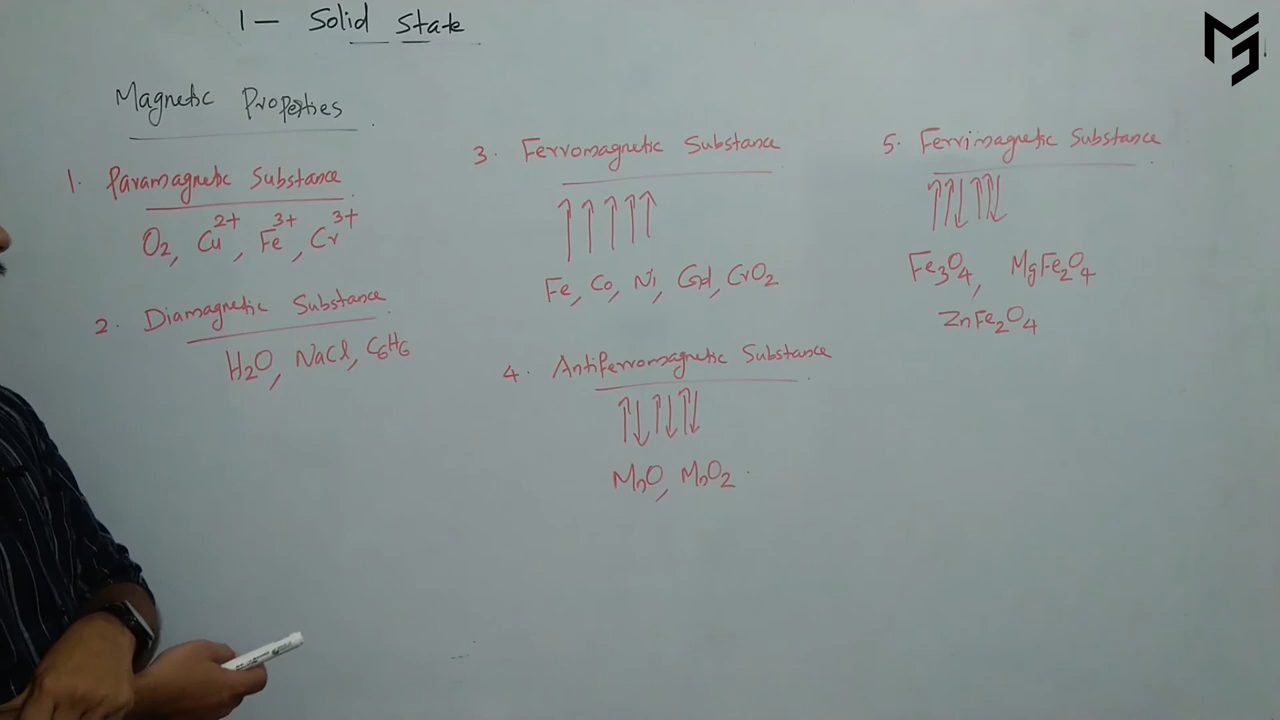 1 — Solid State
Magnetic Properties
1. Paramagnetic Substance
O₂, Cu²⁺, Fe³⁺, Cr³⁺
2. Diamagnetic Substance
H₂O, NaCl, C₆H₆
3. Ferromagnetic Substance
Fe, Co, Ni, Gd, CrO₂
4. Antiferromagnetic Substance
MnO, MnO₂
5. Ferrimagnetic Substance
Fe₃O₄, MgFe₂O₄
ZnFe₂O₄